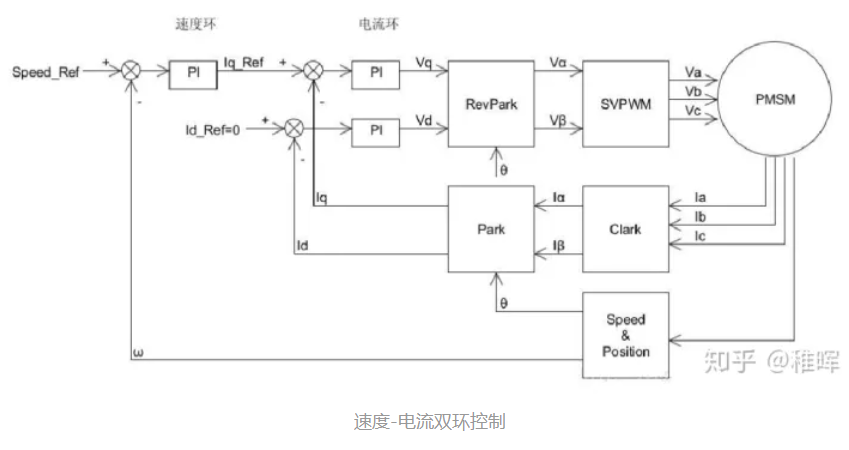 速度环
电流环
Speed_Ref
+
-
PI
Iq_Ref
+
-
PI
Vq
RevPark
Vα
SVPWM
Va
Vb
Vc
PMSM
Id_Ref=0
+
-
PI
Vd
Vβ
θ
Iq
Park
Iα
Clark
Ia
Ib
Ic
Id
Iβ
θ
Speed
&
Position
ω
知乎 @稚晖
速度-电流双环控制